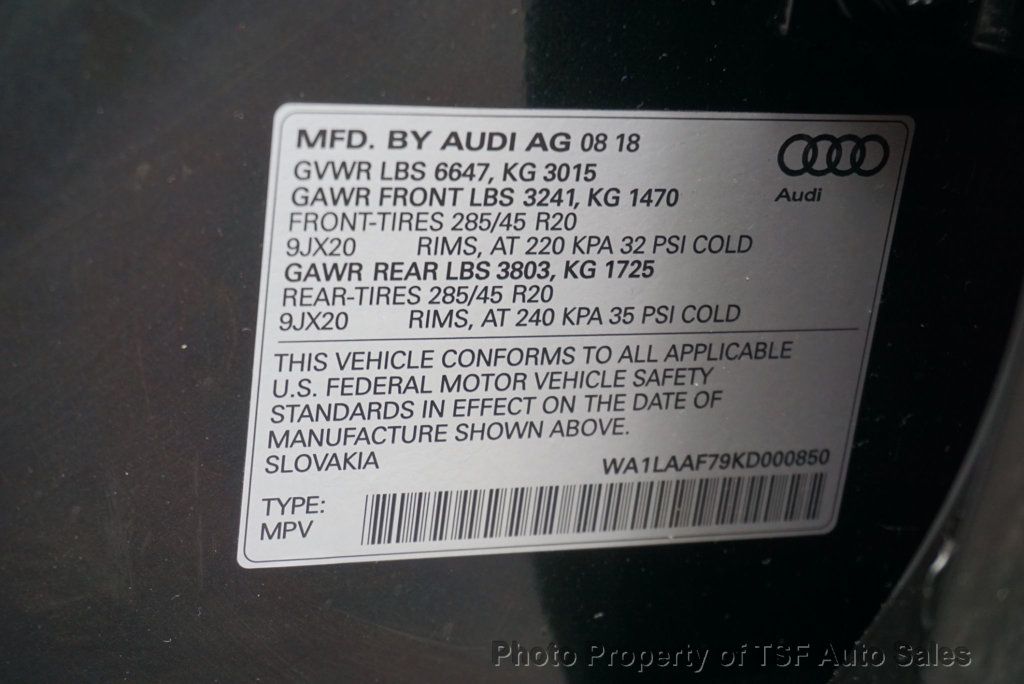 MFD. BY AUDI AG 08 18
GVWR LBS 6647, KG 3015
GAWR FRONT LBS 3241, KG 1470
FRONT-TIRES 285/45 R20
9JX20 RIMS, AT 220 KPA 32 PSI COLD
GAWR REAR LBS 3803, KG 1725
REAR-TIRES 285/45 R20
9JX20 RIMS, AT 240 KPA 35 PSI COLD
Audi
THIS VEHICLE CONFORMS TO ALL APPLICABLE
U.S. FEDERAL MOTOR VEHICLE SAFETY
STANDARDS IN EFFECT ON THE DATE OF
MANUFACTURE SHOWN ABOVE.
SLOVAKIA WA1LAAF79KD000850
TYPE:
MPV
Photo Property of TSF Auto Sales